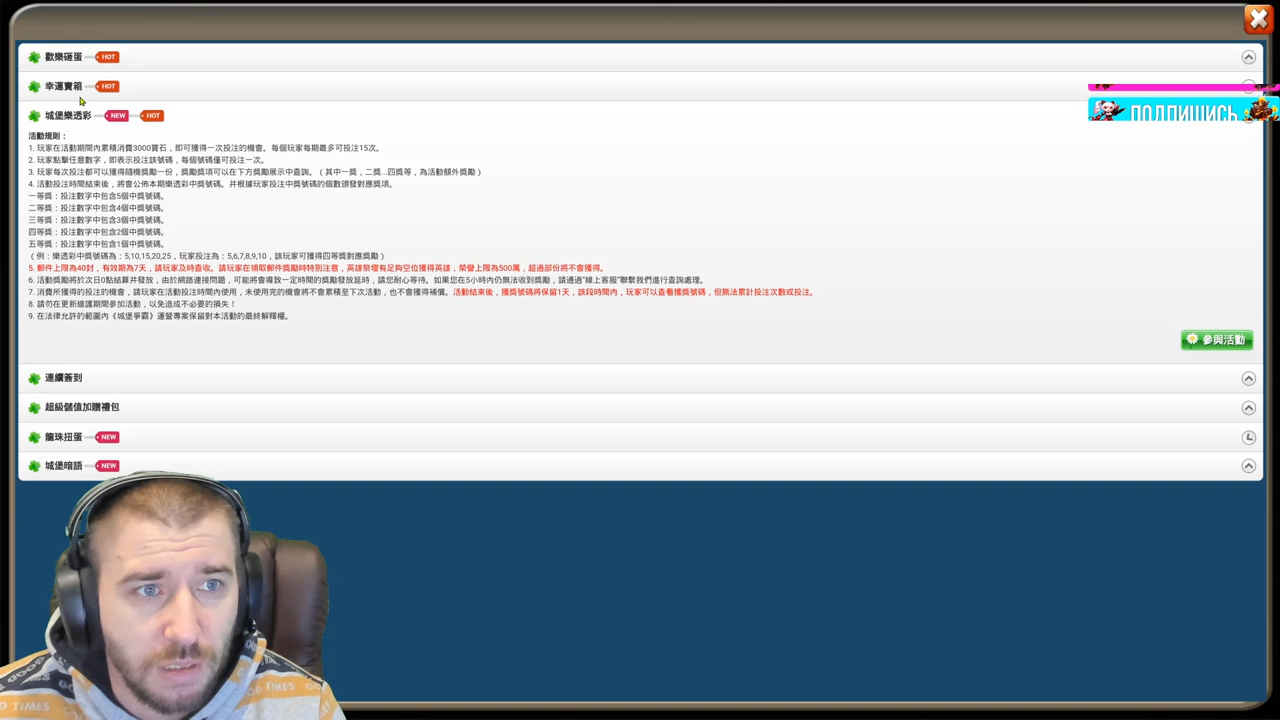 歡樂砸蛋 HOT
幸運寶箱 HOT
城堡樂透彩 NEW HOT
ПОДПИШИСЬ
活動規則：
1. 玩家在活動期間內累積消費3000寶石，即可獲得一次投注的機會。每個玩家每期最多可投注15次。
2. 玩家點擊任意數字，即表示投注該號碼，每個號碼僅可投注一次。
3. 玩家每次投注都可以獲得隨機獎勵一份，獎勵獎項可以在下方獎勵展示中查詢。（其中一獎，二獎...四獎等，為活動額外獎勵）
4. 活動投注時間結束後，將會公佈本期樂透彩中獎號碼。并根據玩家投注中獎號碼的個數頒發對應獎項。
一等獎：投注數字中包含5個中獎號碼。
二等獎：投注數字中包含4個中獎號碼。
三等獎：投注數字中包含3個中獎號碼。
四等獎：投注數字中包含2個中獎號碼。
五等獎：投注數字中包含1個中獎號碼。
（例：樂透彩中獎號碼為：5,10,15,20,25，玩家投注為：5,6,7,8,9,10，該玩家可獲得四等獎對應獎勵）
5. 郵件上限為40封，有效期為7天，請玩家及時查收。請玩家在領取郵件獎勵時特別注意，英雄祭壇有足夠空位獲得英雄，榮譽上限為500萬，超過部份將不會獲得。
6. 活動獎勵將於次日0點結算并發放，由於網路連接問題，可能將會導致一定時間的獎勵發放延時，請您耐心等待。如果您在5小時內仍無法收到獎勵，請通過"線上客服"聯繫我們進行查詢處理。
7. 消費所獲得的投注的機會，請玩家在活動投注時間內使用，未使用完的機會將不會累積至下次活動，也不會獲得補償。活動結束後，獲獎號碼將保留1天，該段時間內，玩家可以查看獲獎號碼，但無法累計投注次數或投注。
8. 請勿在更新維護期間參加活動，以免造成不必要的損失！
9. 在法律允許的範圍內《城堡爭霸》運營專案保留對本活動的最終解釋權。
參與活動
連續簽到
超級儲值加贈禮包
龍珠扭蛋 NEW
城堡暗語 NEW